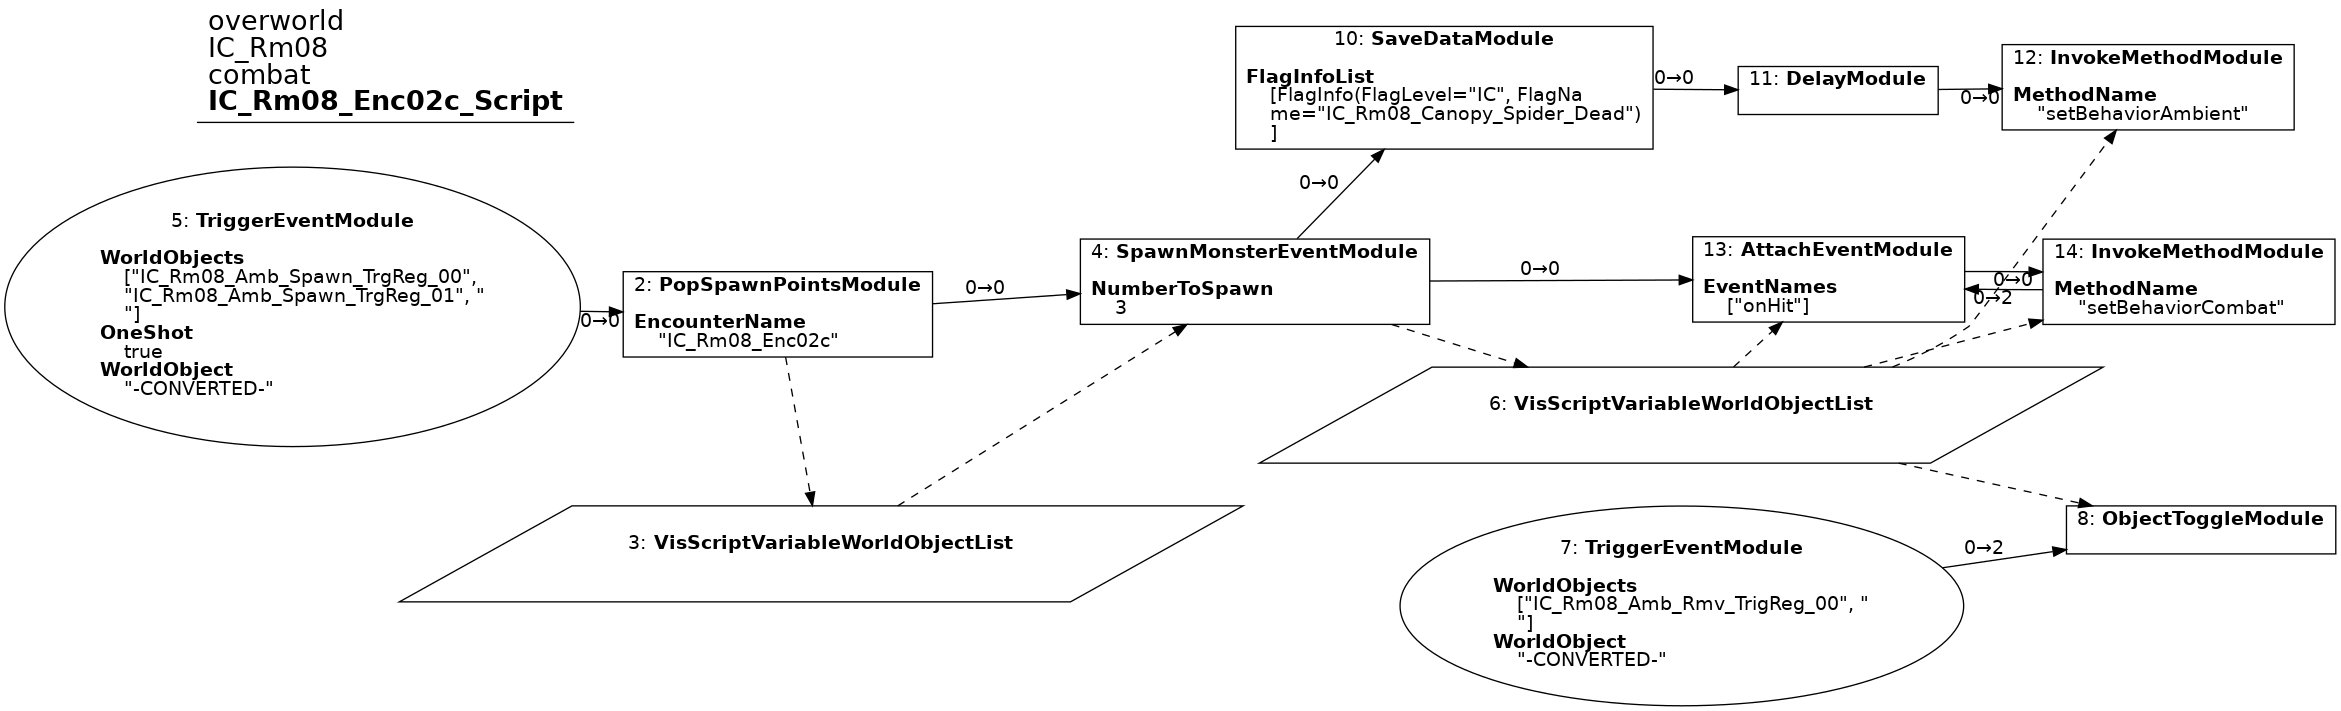 overworld
IC_Rm08
combat
IC_Rm08_Enc02c_Script
5: TriggerEventModule
WorldObjects
["IC_Rm08_Amb_Spawn_TrgReg_00",
"IC_Rm08_Amb_Spawn_TrgReg_01", "
"]
OneShot
true
WorldObject
"-CONVERTED-"
0→0
2: PopSpawnPointsModule
EncounterName
"IC_Rm08_Enc02c"
0→0
3: VisScriptVariableWorldObjectList
4: SpawnMonsterEventModule
NumberToSpawn
3
0→0
10: SaveDataModule
FlagInfoList
[FlagInfo(FlagLevel="IC", FlagNa
me="IC_Rm08_Canopy_Spider_Dead")
]
0→0
11: DelayModule
0→0
12: InvokeMethodModule
MethodName
"setBehaviorAmbient"
0→0
13: AttachEventModule
EventNames
["onHit"]
0→0
0→2
14: InvokeMethodModule
MethodName
"setBehaviorCombat"
6: VisScriptVariableWorldObjectList
7: TriggerEventModule
WorldObjects
["IC_Rm08_Amb_Rmv_TrigReg_00", "
"]
WorldObject
"-CONVERTED-"
0→2
8: ObjectToggleModule